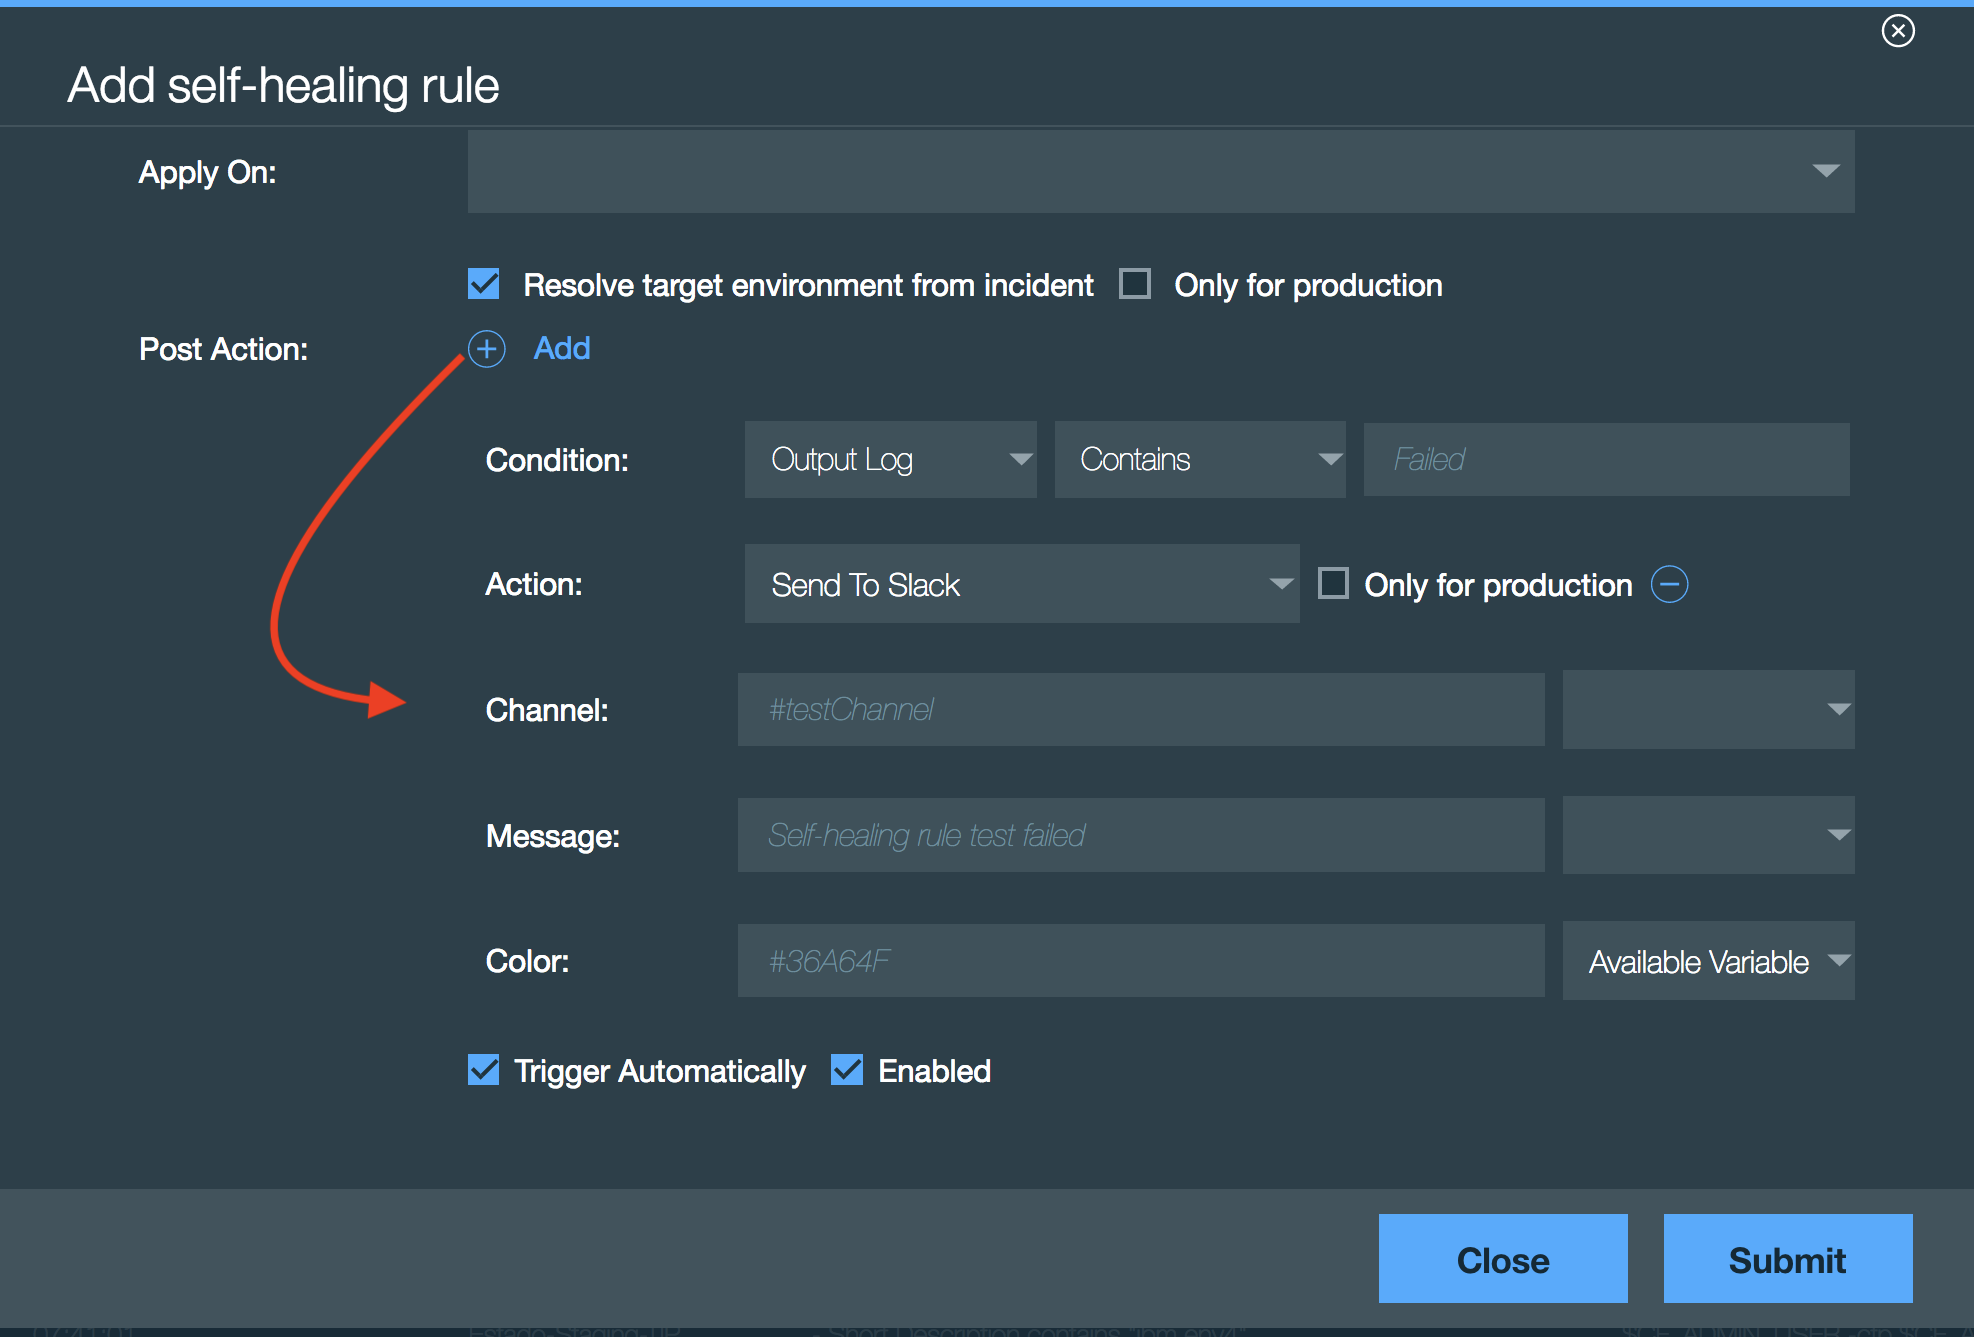 Add self-healing rule
Apply On:
Resolve target environment from incident Only for production
Post Action: Add
Condition: Output Log Contains Failed
Action: Send To Slack Only for production
Channel: #testChannel
Message: Self-healing rule test failed
Color: #36A64F Available Variable
Trigger Automatically Enabled
Close Submit